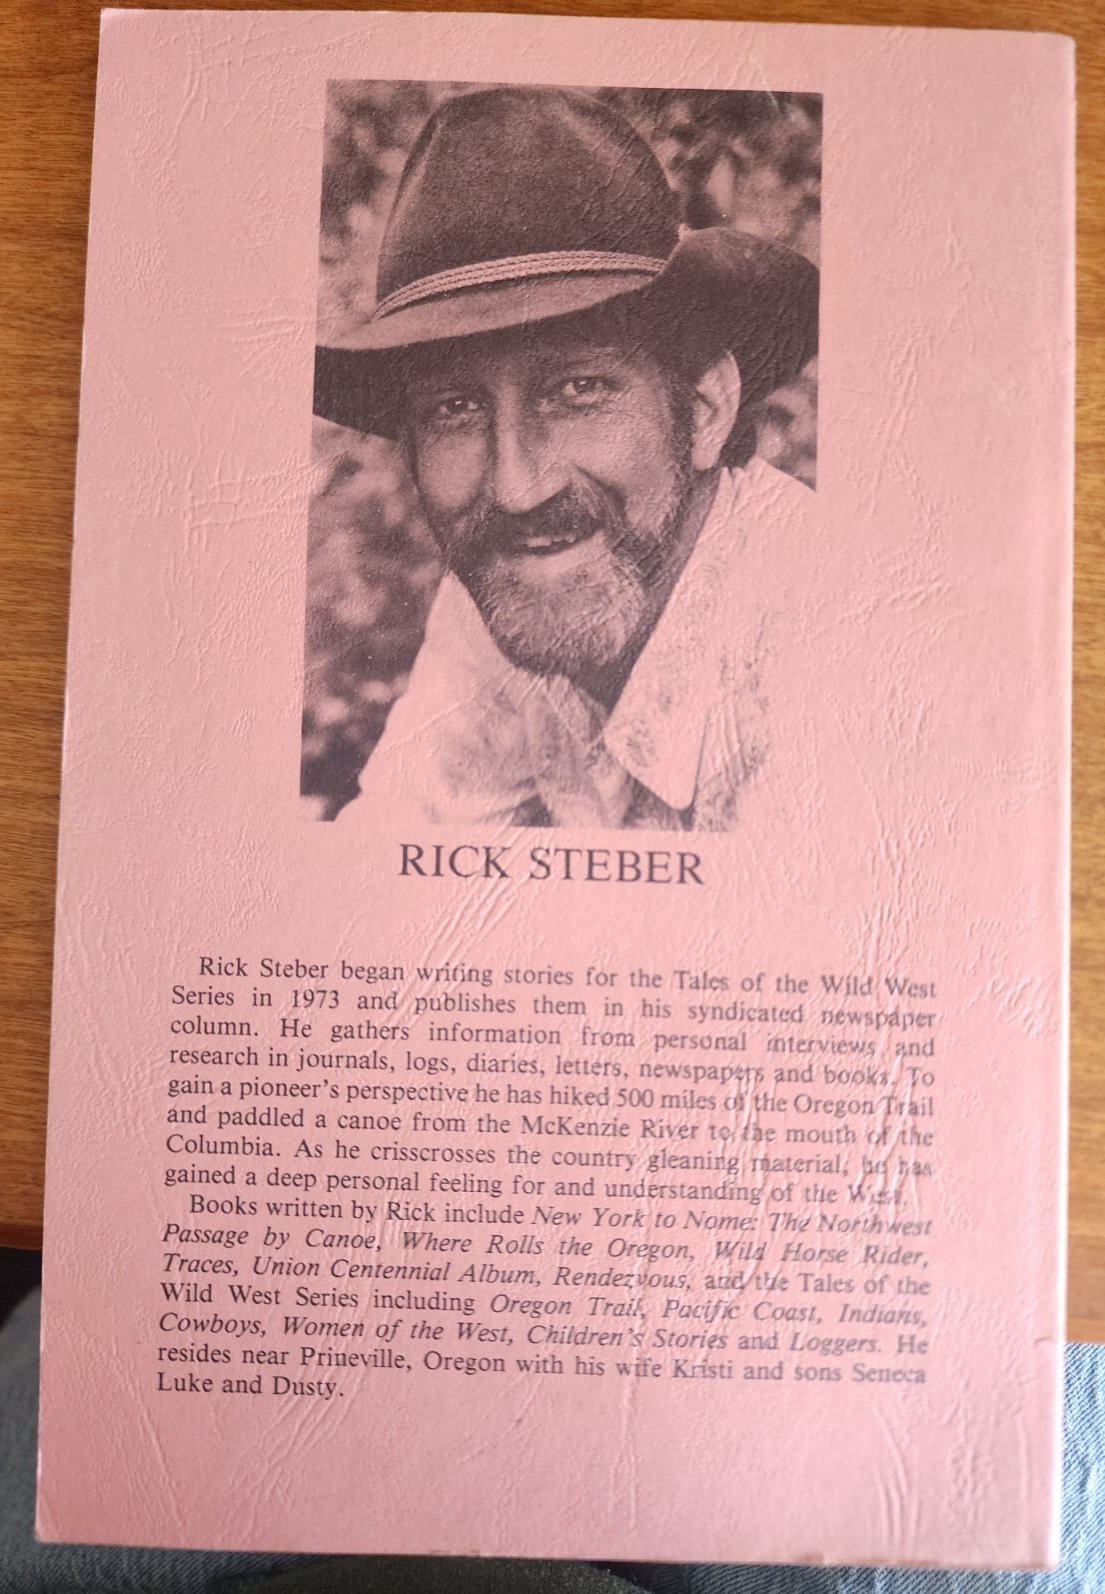 RICK STEBER
Rick Steber began writing stories for the Tales of the Wild West
Series in 1973 and publishes them in his syndicated newspaper
column. He gathers information from personal interviews and
research in journals, logs, diaries, letters, newspapers and books. To
gain a pioneer's perspective he has hiked 500 miles of the Oregon Trail
and paddled a canoe from the McKenzie River to the mouth of the
Columbia. As he crisscrosses the country gleaning material, he has
gained a deep personal feeling for and understanding of the West.
Books written by Rick include New York to Nome: The Northwest
Passage by Canoe, Where Rolls the Oregon, Wild Horse Rider,
Traces, Union Centennial Album, Rendezvous, and the Tales of the
Wild West Series including Oregon Trail, Pacific Coast, Indians,
Cowboys, Women of the West, Children's Stories and Loggers. He
resides near Prineville, Oregon with his wife Kristi and sons Seneca
Luke and Dusty.